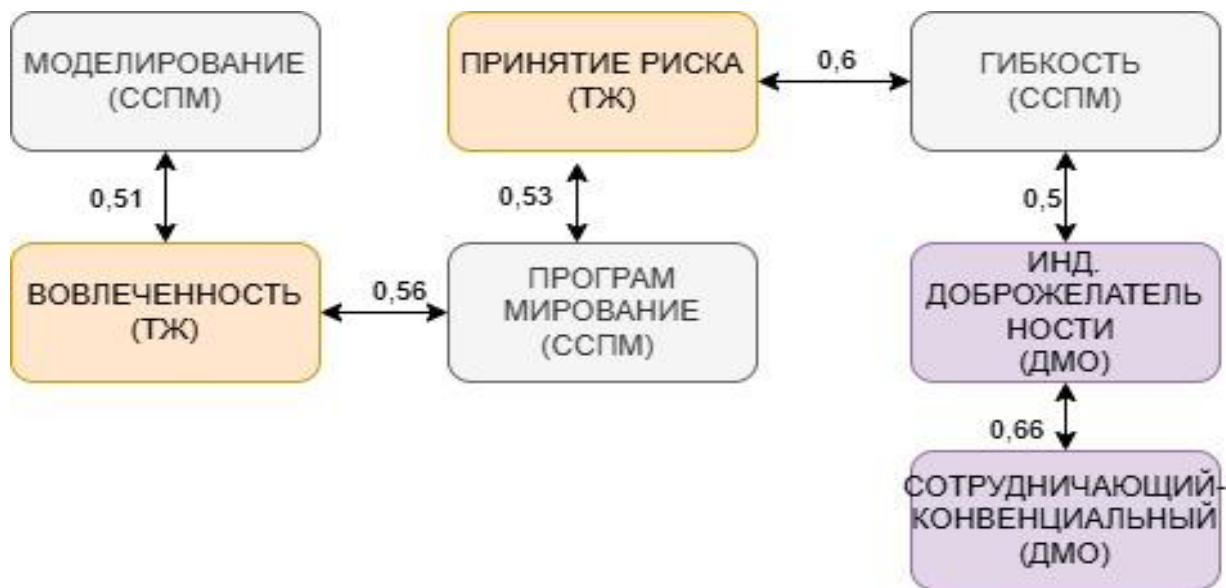 МОДЕЛИРОВАНИЕ
(ССПМ)
ПРИНЯТИЕ РИСКА
(ТЖ)
0,6
ГИБКОСТЬ
(ССПМ)
0,51
0,53
0,5
ВОВЛЕЧЕННОСТЬ
(ТЖ)
0,56
ПРОГРАМ
МИРОВАНИЕ
(ССПМ)
ИНД.
ДОБРОЖЕЛАТЕЛЬ
НОСТИ
(ДМО)
0,66
СОТРУДНИЧАЮЩИЙ-
КОНВЕНЦИАЛЬНЫЙ
(ДМО)